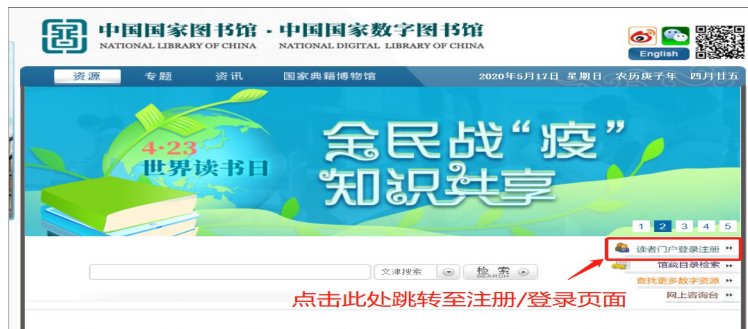 中国国家图书馆·中国国家数字图书馆
NATIONAL LIBRARY OF CHINA NATIONAL DIGITAL LIBRARY OF CHINA
English
资源 专题 资讯 国家典籍博物馆 2020年5月17日 星期日 农历庚子年 四月廿五
4·23
世界读书日
全民战“疫”
知识共享
1 2 3 4 5
读者门户登录注册
馆藏目录检索
文津搜索 检索
SEARCH
查找更多数字资源
网上咨询台
点击此处跳转至注册/登录页面